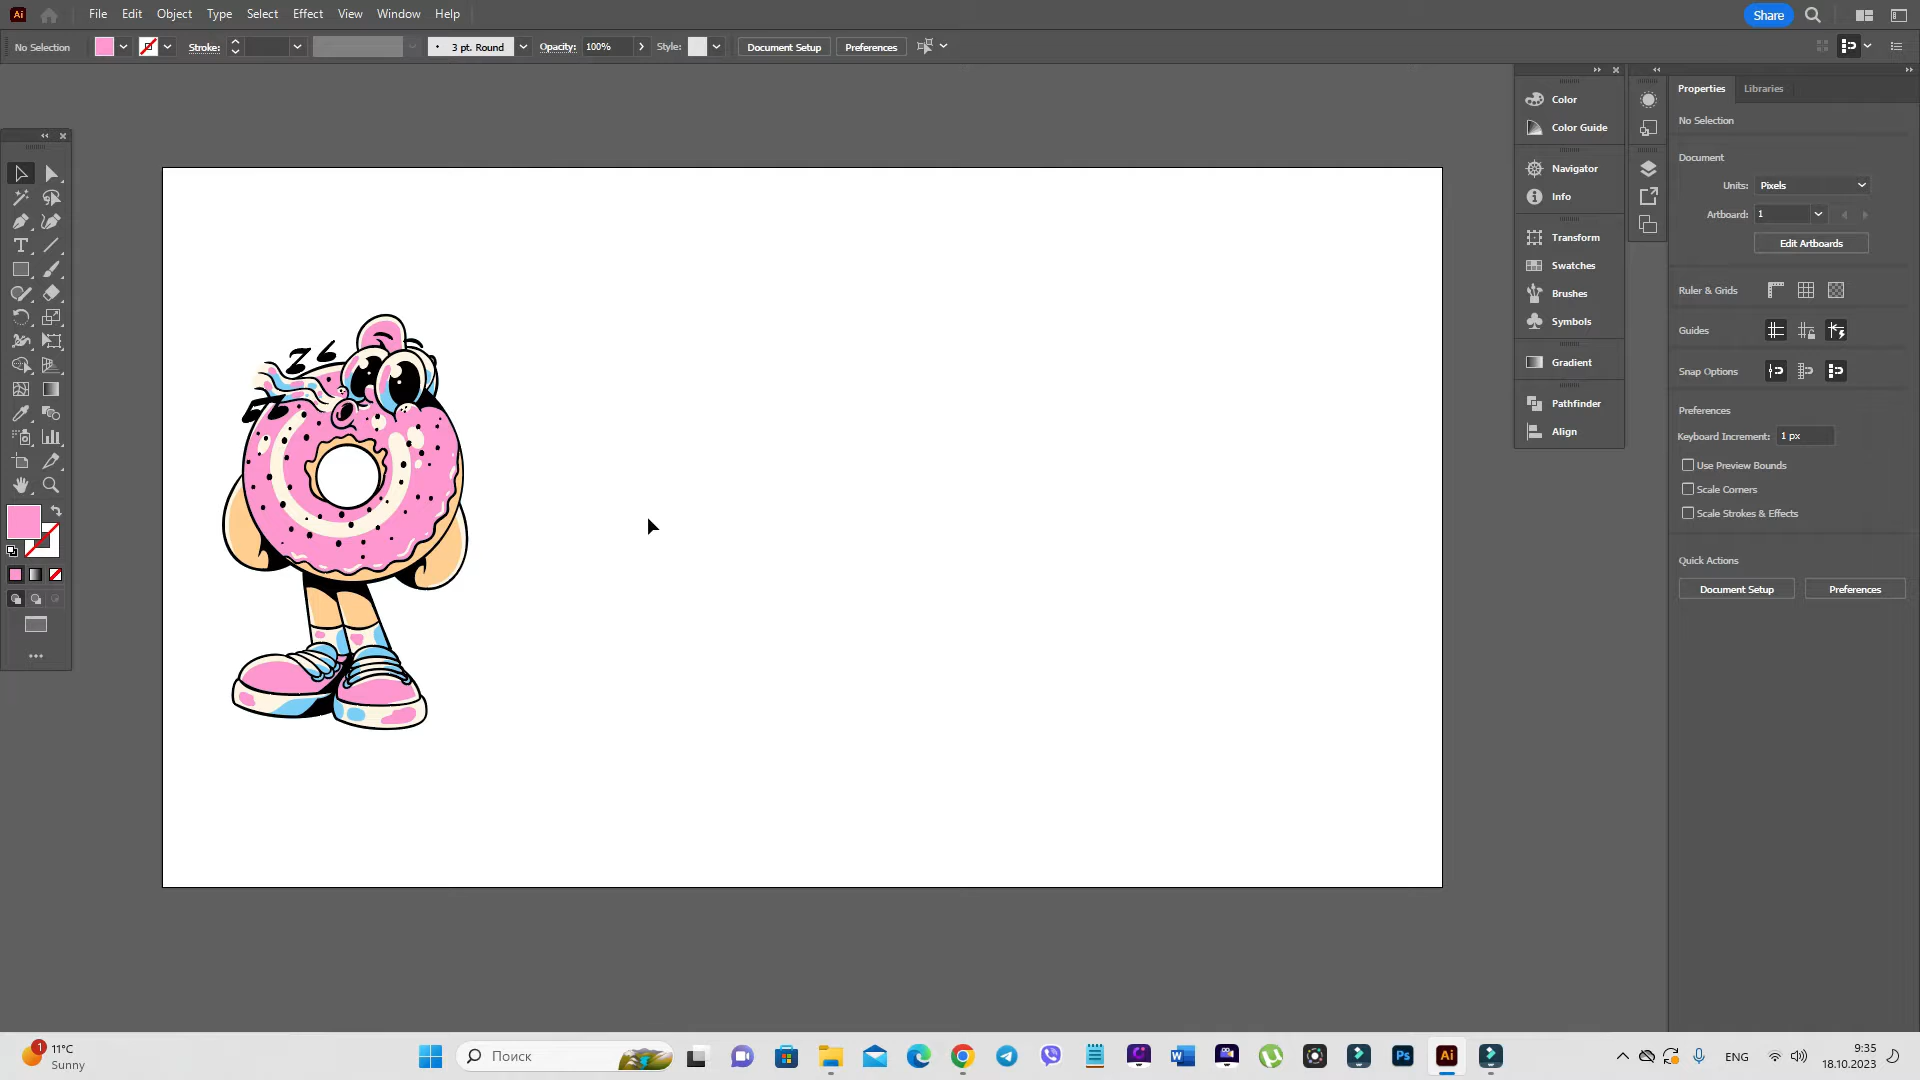 Ai File Edit Object Type Select Effect View Window Help Share
No Selection Stroke: 3 pt. Round Opacity: 100% Style: Document Setup Preferences
Properties Libraries
Color
No Selection
Color Guide
Document
Navigator
Units: Pixels
Info
Artboard: 1
Transform
Edit Artboards
Swatches
Ruler & Grids
Brushes
Symbols
Guides
Gradient
Snap Options
Pathfinder
Preferences
Align
Keyboard Increment: 1 px
Use Preview Bounds
Scale Corners
Scale Strokes & Effects
Quick Actions
Document Setup Preferences
1 11°C
Sunny
Поиск
Ps Ai
ENG
9:35
18.10.2023